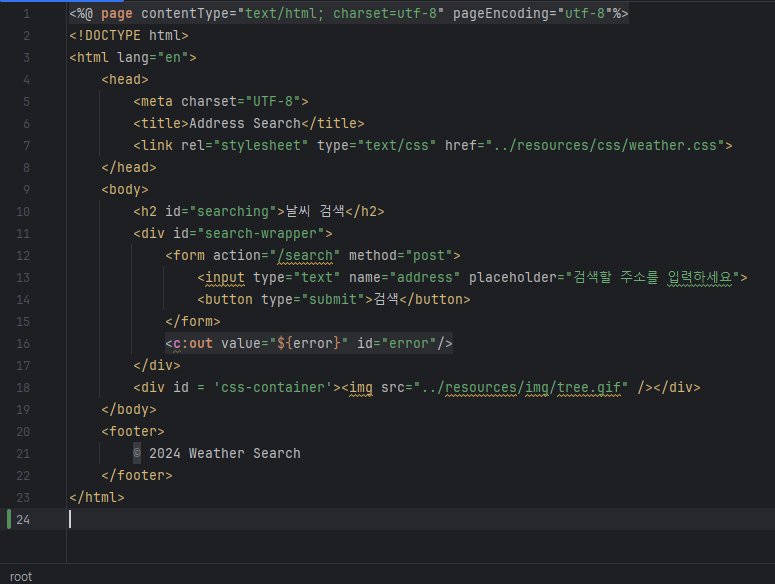 1 <%@ page contentType="text/html; charset=utf-8" pageEncoding="utf-8"%>
2 <!DOCTYPE html>
3 <html lang="en">
4     <head>
5         <meta charset="UTF-8">
6         <title>Address Search</title>
7         <link rel="stylesheet" type="text/css" href="../resources/css/weather.css">
8     </head>
9     <body>
10         <h2 id="searching">날씨 검색</h2>
11         <div id="search-wrapper">
12             <form action="/search" method="post">
13                 <input type="text" name="address" placeholder="검색할 주소를 입력하세요">
14                 <button type="submit">검색</button>
15             </form>
16             <c:out value="${error}" id="error"/>
17         </div>
18         <div id = 'css-container'><img src="../resources/img/tree.gif" /></div>
19     </body>
20     <footer>
21         © 2024 Weather Search
22     </footer>
23 </html>
24
root